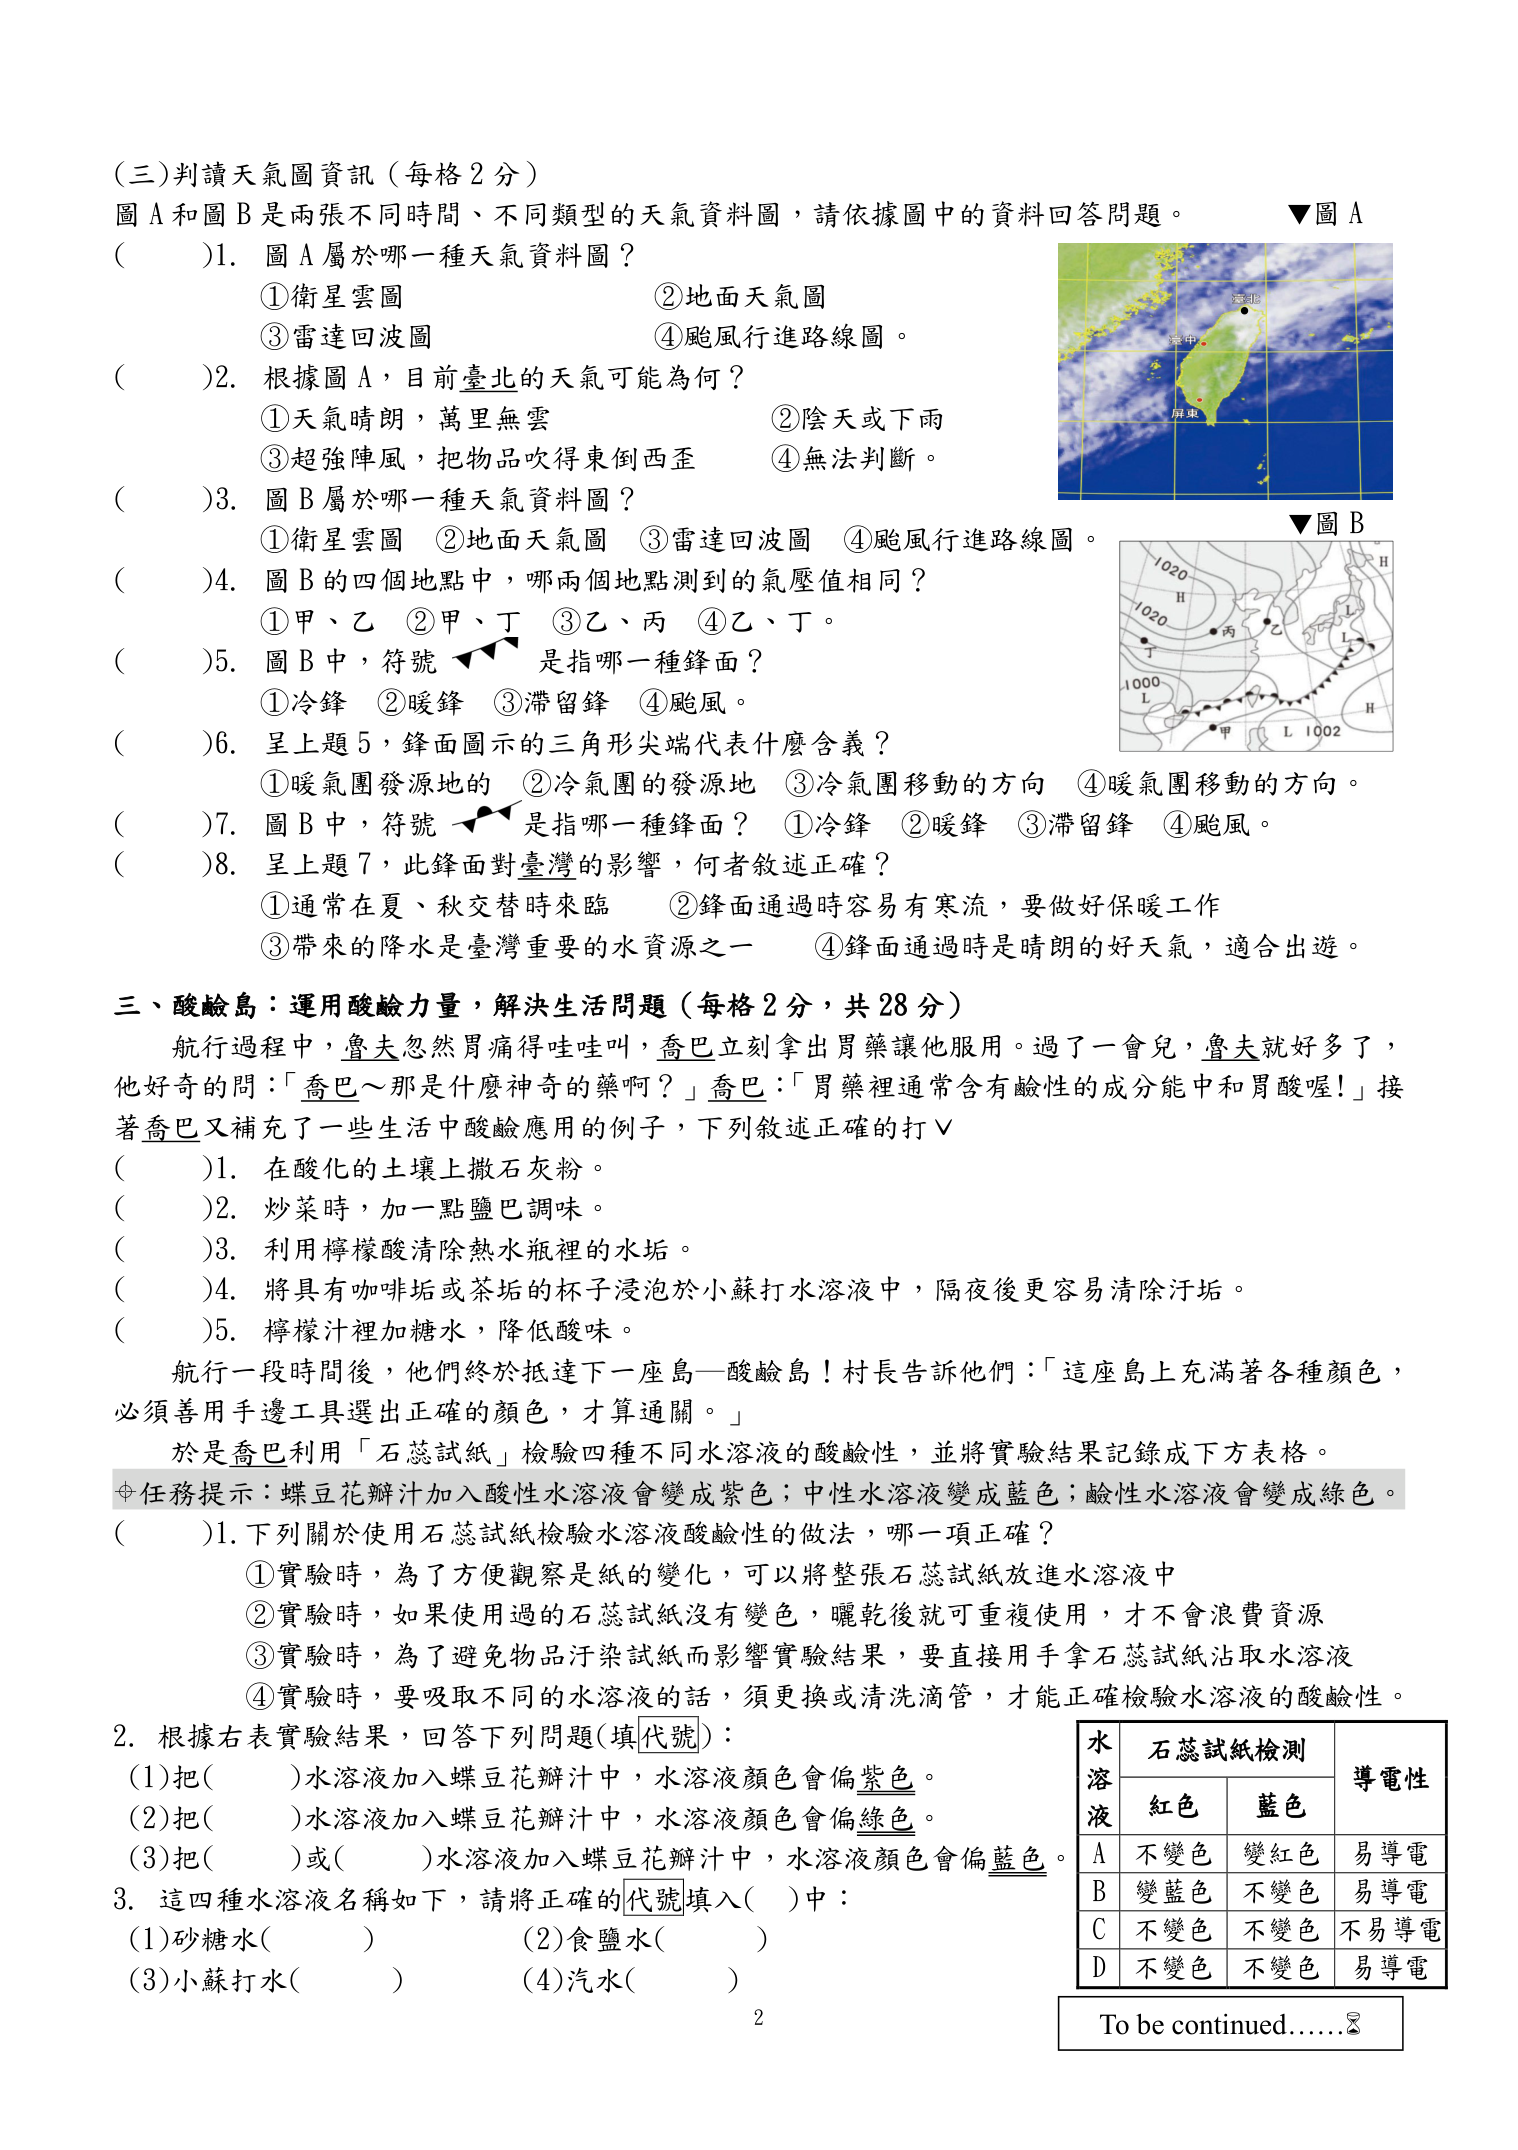 (三)判讀天氣圖資訊（每格 2 分）
圖 A 和圖 B 是兩張不同時間、不同類型的天氣資料圖，請依據圖中的資料回答問題。 ▼圖 A
(　　)1. 圖 A 屬於哪一種天氣資料圖？
①衛星雲圖 ②地面天氣圖
③雷達回波圖 ④颱風行進路線圖。
(　　)2. 根據圖 A，目前臺北的天氣可能為何？
①天氣晴朗，萬里無雲 ②陰天或下雨
③超強陣風，把物品吹得東倒西歪 ④無法判斷。
臺北
臺中
屏東
(　　)3. 圖 B 屬於哪一種天氣資料圖？
▼圖 B
①衛星雲圖 ②地面天氣圖 ③雷達回波圖 ④颱風行進路線圖。
(　　)4. 圖 B 的四個地點中，哪兩個地點測到的氣壓值相同？
①甲、乙 ②甲、丁 ③乙、丙 ④乙、丁。
(　　)5. 圖 B 中，符號 是指哪一種鋒面？
①冷鋒 ②暖鋒 ③滯留鋒 ④颱風。
1020
H
H
1020
丙
乙
L
L
丁
1000
L
H
甲
L 1002
(　　)6. 呈上題 5，鋒面圖示的三角形尖端代表什麼含義？
①暖氣團發源地的 ②冷氣團的發源地 ③冷氣團移動的方向 ④暖氣團移動的方向。
(　　)7. 圖 B 中，符號 是指哪一種鋒面？ ①冷鋒 ②暖鋒 ③滯留鋒 ④颱風。
(　　)8. 呈上題 7，此鋒面對臺灣的影響，何者敘述正確？
①通常在夏、秋交替時來臨 ②鋒面通過時容易有寒流，要做好保暖工作
③帶來的降水是臺灣重要的水資源之一 ④鋒面通過時是晴朗的好天氣，適合出遊。
三、酸鹼島：運用酸鹼力量，解決生活問題（每格 2 分，共 28 分）
航行過程中，魯夫忽然胃痛得哇哇叫，喬巴立刻拿出胃藥讓他服用。過了一會兒，魯夫就好多了，
他好奇的問：「喬巴～那是什麼神奇的藥啊？」喬巴：「胃藥裡通常含有鹼性的成分能中和胃酸喔!」接
著喬巴又補充了一些生活中酸鹼應用的例子，下列敘述正確的打ˇ
(　　)1. 在酸化的土壤上撒石灰粉。
(　　)2. 炒菜時，加一點鹽巴調味。
(　　)3. 利用檸檬酸清除熱水瓶裡的水垢。
(　　)4. 將具有咖啡垢或茶垢的杯子浸泡於小蘇打水溶液中，隔夜後更容易清除汙垢。
(　　)5. 檸檬汁裡加糖水，降低酸味。
航行一段時間後，他們終於抵達下一座島─酸鹼島！村長告訴他們：「這座島上充滿著各種顏色，
必須善用手邊工具選出正確的顏色，才算通關。」
於是喬巴利用「石蕊試紙」檢驗四種不同水溶液的酸鹼性，並將實驗結果記錄成下方表格。
⌖任務提示：蝶豆花瓣汁加入酸性水溶液會變成紫色；中性水溶液變成藍色；鹼性水溶液會變成綠色。
(　　)1.下列關於使用石蕊試紙檢驗水溶液酸鹼性的做法，哪一項正確？
①實驗時，為了方便觀察是紙的變化，可以將整張石蕊試紙放進水溶液中
②實驗時，如果使用過的石蕊試紙沒有變色，曬乾後就可重複使用，才不會浪費資源
③實驗時，為了避免物品汙染試紙而影響實驗結果，要直接用手拿石蕊試紙沾取水溶液
④實驗時，要吸取不同的水溶液的話，須更換或清洗滴管，才能正確檢驗水溶液的酸鹼性。
2. 根據右表實驗結果，回答下列問題(填代號)：
(1)把(　　)水溶液加入蝶豆花瓣汁中，水溶液顏色會偏紫色。
(2)把(　　)水溶液加入蝶豆花瓣汁中，水溶液顏色會偏綠色。
(3)把(　　)或(　　)水溶液加入蝶豆花瓣汁中，水溶液顏色會偏藍色。
3. 這四種水溶液名稱如下，請將正確的代號填入(　)中：
(1)砂糖水(　　) (2)食鹽水(　　)
(3)小蘇打水(　　) (4)汽水(　　)
水溶液 石蕊試紙檢測 導電性
紅色 藍色
A 不變色 變紅色 易導電
B 變藍色 不變色 易導電
C 不變色 不變色 不易導電
D 不變色 不變色 易導電
2
To be continued……⌛